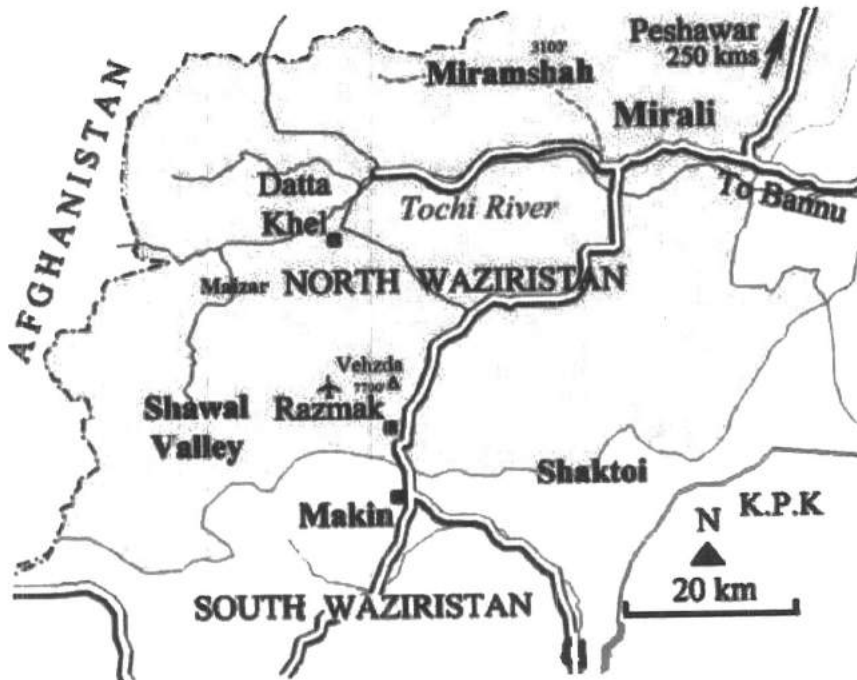 Peshawar
250 kms
3100'
Miramshah
Mirali
AFGHANISTAN
Datta
Khel
Tochi River
To Bannu
Maizar
NORTH WAZIRISTAN
Vehzda
7700'
Shawal
Valley
Razmak
Shaktoi
Makin
N
K.P.K
20 km
SOUTH WAZIRISTAN